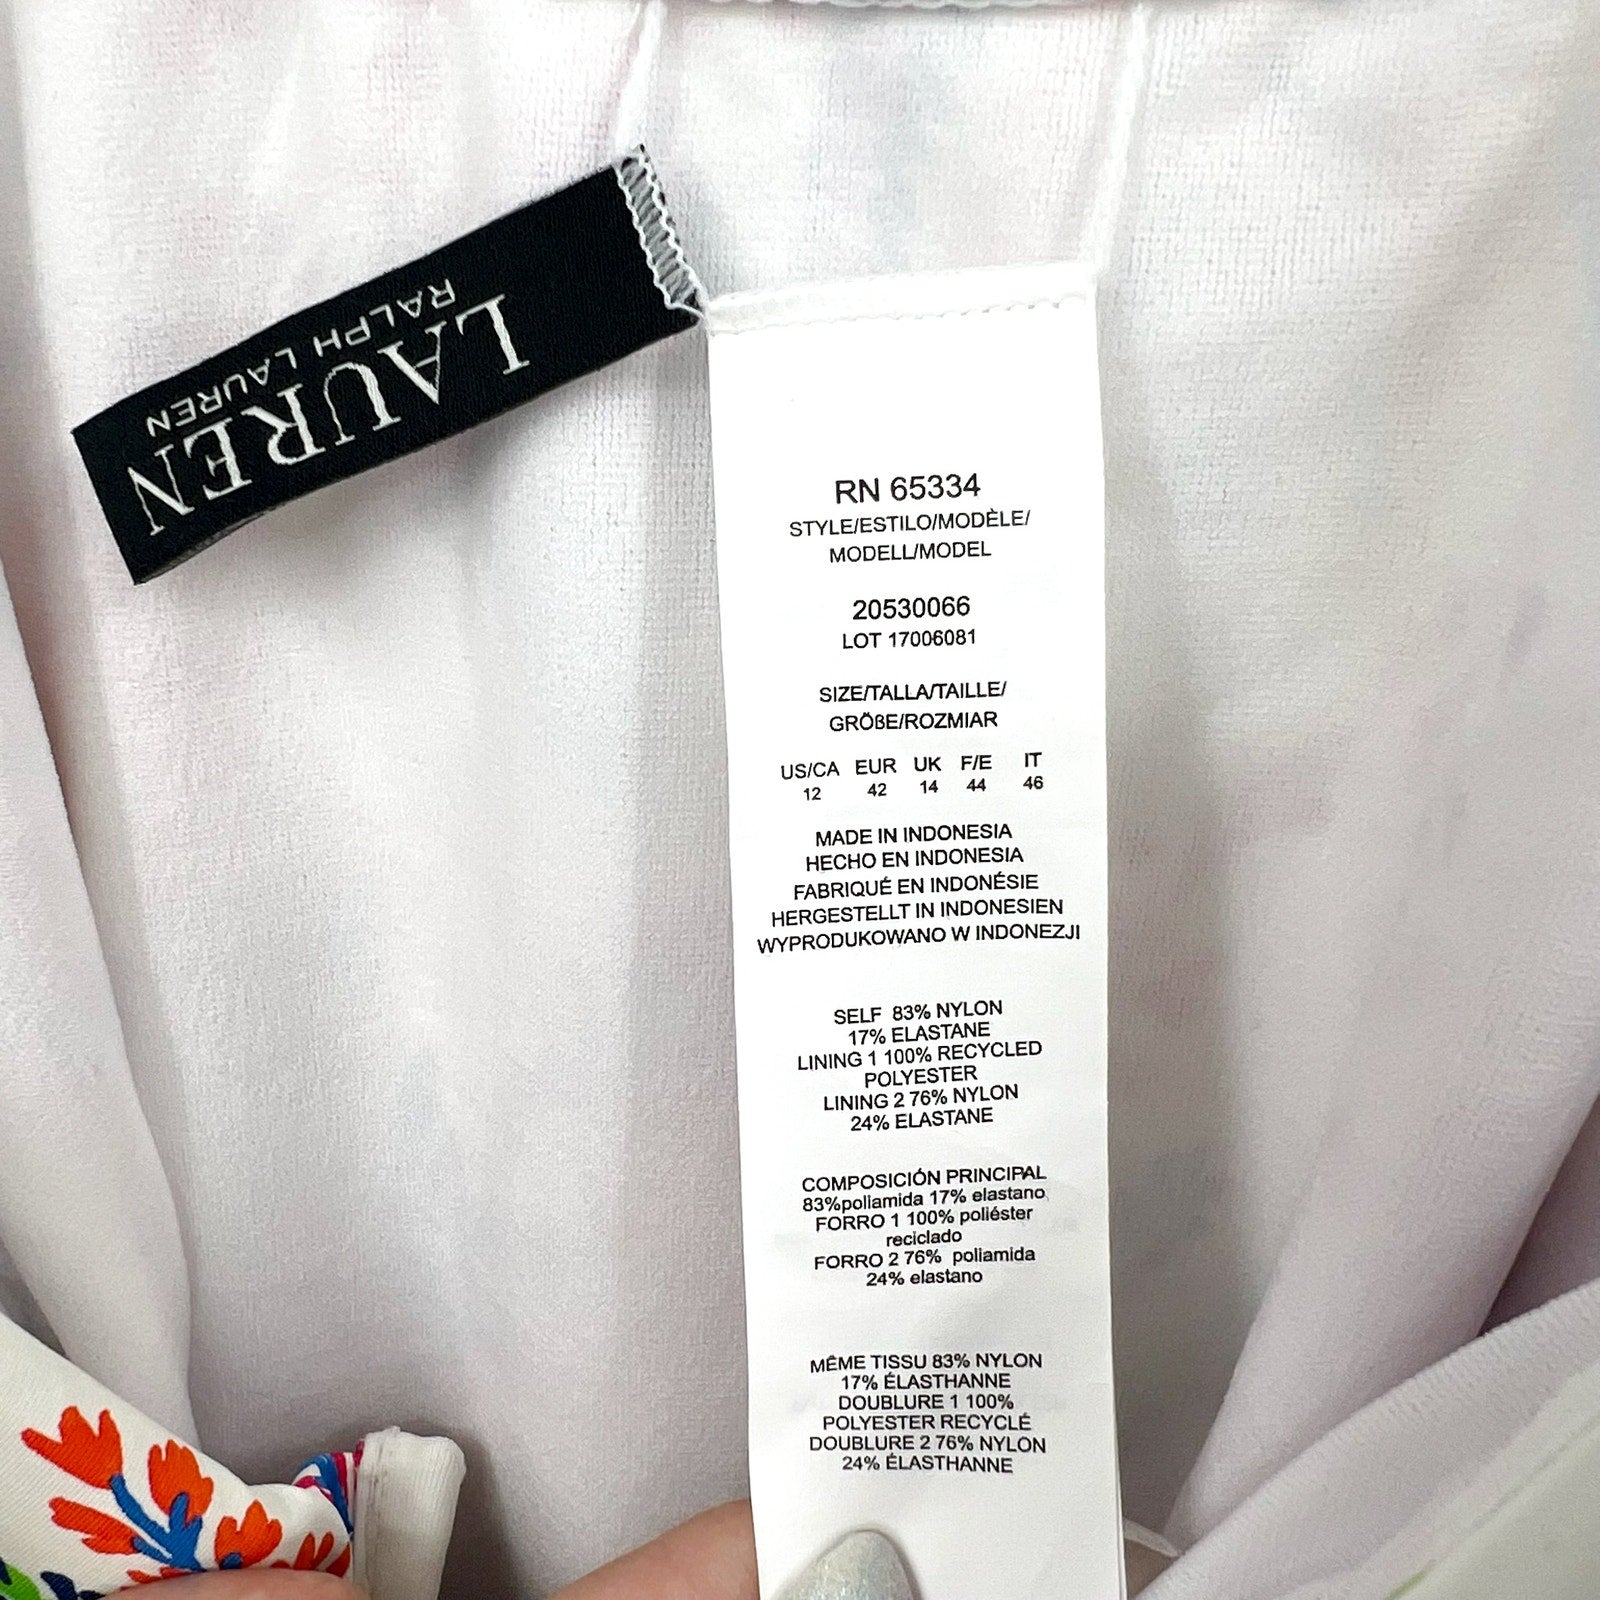 LAUREN
RALPH LAUREN
RN 65334
STYLE/ESTILO/MODÈLE/
MODELL/MODEL
20530066
LOT 17006081
SIZE/TALLA/TAILLE/
GRÖßE/ROZMIAR
US/CA EUR UK F/E IT
12 42 14 44 46
MADE IN INDONESIA
HECHO EN INDONESIA
FABRIQUÉ EN INDONÉSIE
HERGESTELLT IN INDONESIEN
WYPRODUKOWANO W INDONEZJI
SELF 83% NYLON
17% ELASTANE
LINING 1 100% RECYCLED
POLYESTER
LINING 2 76% NYLON
24% ELASTANE
COMPOSICIÓN PRINCIPAL
83%poliamida 17% elastano
FORRO 1 100% poliéster
reciclado
FORRO 2 76% poliamida
24% elastano
MÊME TISSU 83% NYLON
17% ÉLASTHANNE
DOUBLURE 1 100%
POLYESTER RECYCLÉ
DOUBLURE 2 76% NYLON
24% ÉLASTHANNE